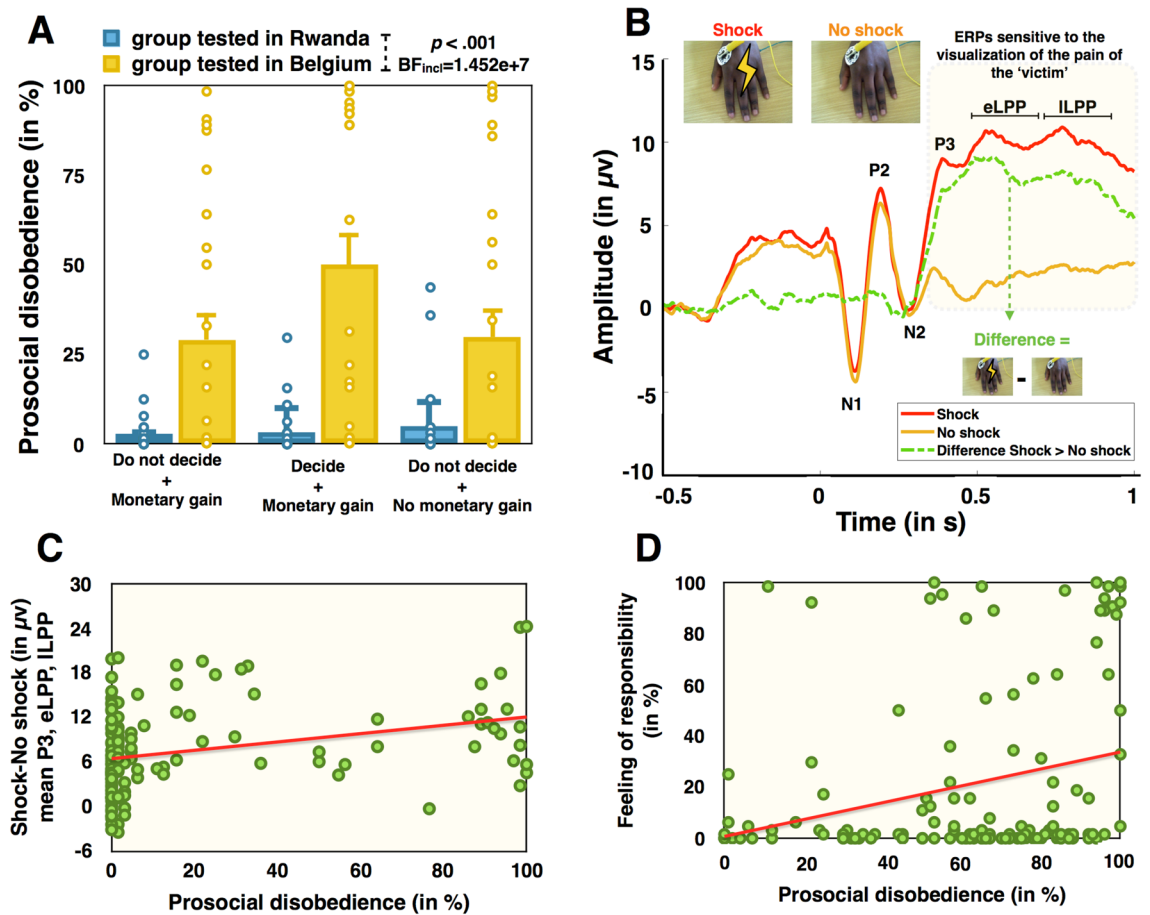 A
group tested in Rwanda
group tested in Belgium
p < .001
BFincl=1.452e+7
Prosocial disobedience (in %)
100
75
50
25
0
Do not decide
+
Monetary gain
Decide
+
Monetary gain
Do not decide
+
No monetary gain
B
Shock
No shock
ERPs sensitive to the
visualization of the pain of
the ‘victim’
eLPP
lLPP
P3
P2
N2
N1
Amplitude (in µv)
15
10
5
0
-5
-10
-0.5
0
0.5
1
Time (in s)
Difference =
-
Shock
No shock
Difference Shock > No shock
C
Shock-No shock (in µv)
mean P3, eLPP, lLPP
30
24
18
12
6
0
-6
0
20
40
60
80
100
Prosocial disobedience (in %)
D
Feeling of responsibility
(in %)
100
80
60
40
20
0
0
20
40
60
80
100
Prosocial disobedience (in %)